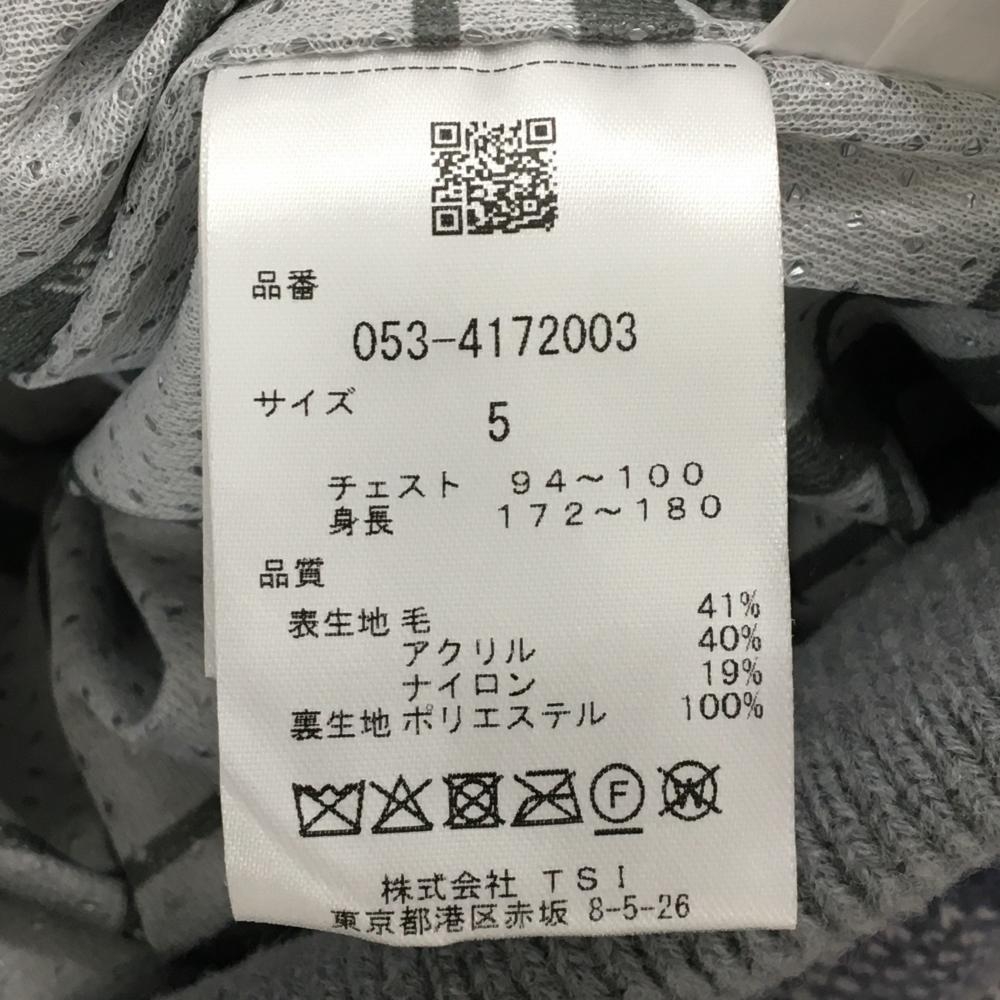 品番
053-4172003
サイズ
5
チェスト 94～100
身長 172～180
品質
表生地 毛 41%
アクリル 40%
ナイロン 19%
裏生地 ポリエステル 100%
F W
株式会社 TSI
東京都港区赤坂 8-5-26